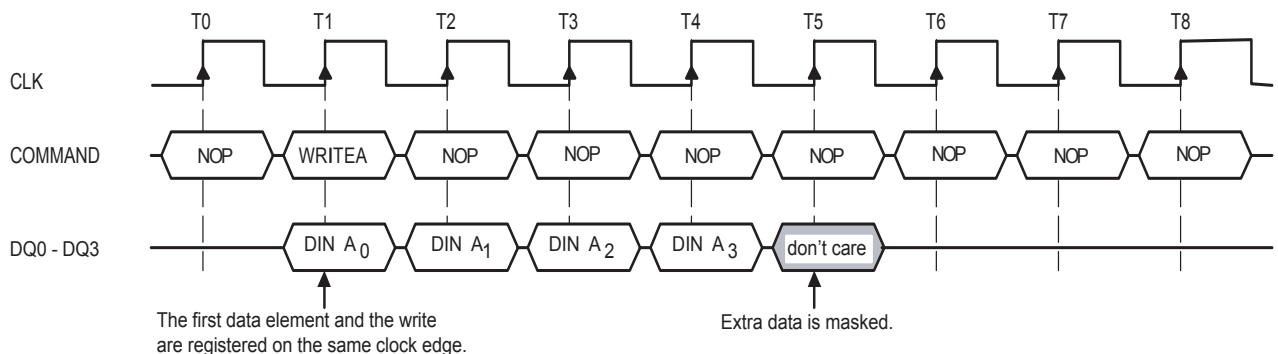 T0 T1 T2 T3 T4 T5 T6 T7 T8
CLK
COMMAND NOP WRITEA NOP NOP NOP NOP NOP NOP NOP
DQ0 - DQ3 DIN A0 DIN A1 DIN A2 DIN A3 don't care
The first data element and the write
are registered on the same clock edge.
Extra data is masked.